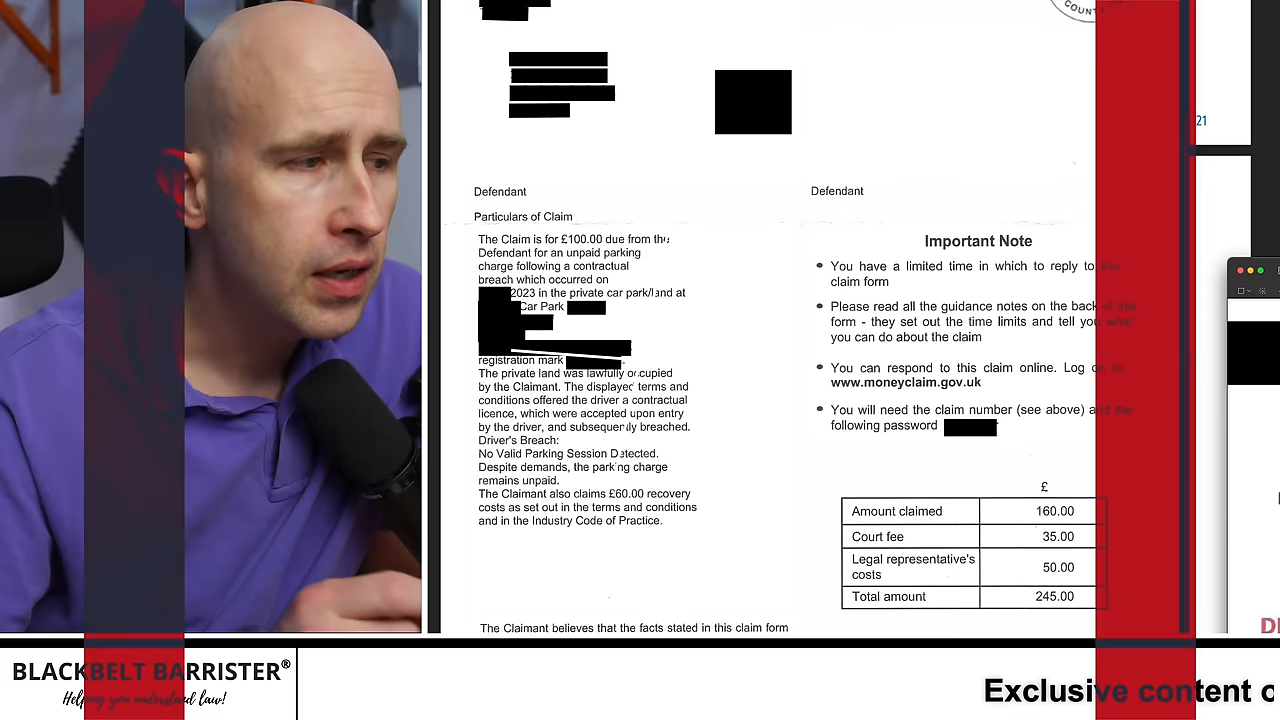 COUNTY
21
Defendant
Defendant
Particulars of Claim
The Claim is for £100.00 due from the
Defendant for an unpaid parking
charge following a contractual
breach which occurred on
2023 in the private car park/land at
Car Park
registration mark
The private land was lawfully occupied
by the Claimant. The displayed terms and
conditions offered the driver a contractual
licence, which were accepted upon entry
by the driver, and subsequently breached.
Driver's Breach:
No Valid Parking Session Detected.
Despite demands, the parking charge
remains unpaid.
The Claimant also claims £60.00 recovery
costs as set out in the terms and conditions
and in the Industry Code of Practice.
The Claimant believes that the facts stated in this claim form
Important Note
• You have a limited time in which to reply to this
claim form
• Please read all the guidance notes on the back of this
form - they set out the time limits and tell you what
you can do about the claim
• You can respond to this claim online. Log on to
www.moneyclaim.gov.uk
• You will need the claim number (see above) and the
following password
£
Amount claimed 160.00
Court fee 35.00
Legal representative's
costs 50.00
Total amount 245.00
BLACKBELT BARRISTER®
Helping you understand law!
Exclusive content o